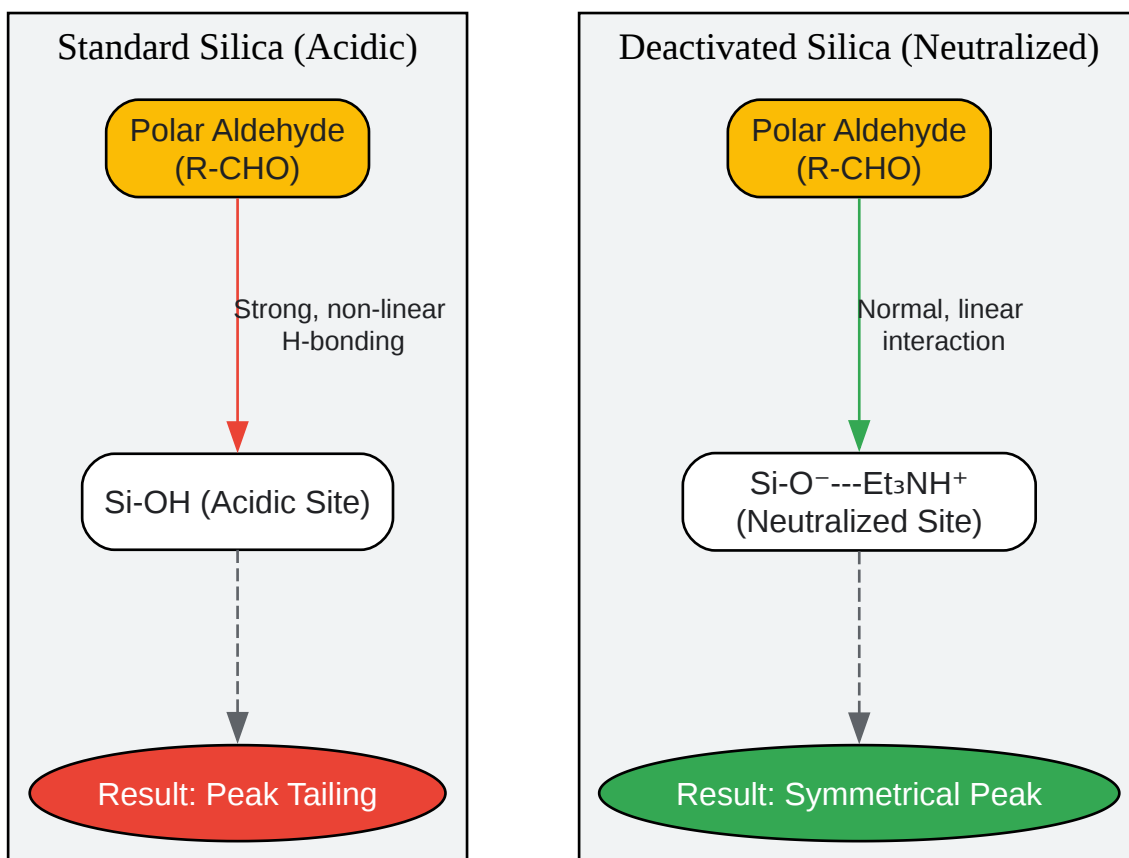 Standard Silica (Acidic)
Polar Aldehyde
(R-CHO)
Strong, non-linear
H-bonding
Si-OH (Acidic Site)
Result: Peak Tailing
Deactivated Silica (Neutralized)
Polar Aldehyde
(R-CHO)
Normal, linear
interaction
Si-O⁻---Et₃NH⁺
(Neutralized Site)
Result: Symmetrical Peak